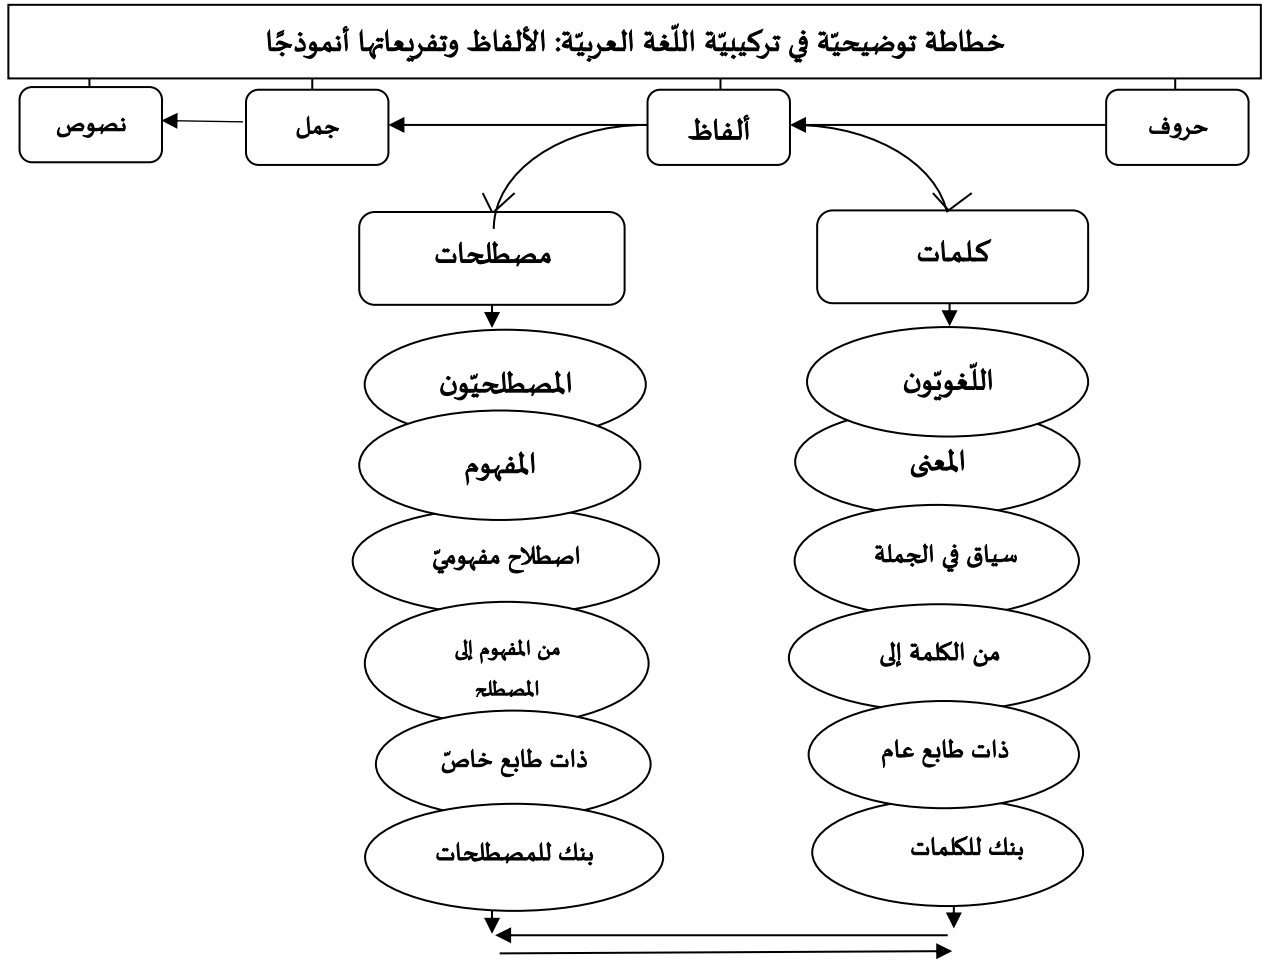 خطاطة توضيحيّة في تركيبيّة اللّغة العربيّة: الألفاظ وتفريعاتها أنموذجًا
حروف
ألفاظ
جمل
نصوص
كلمات
اللّغويّون
المعنى
سياق في الجملة
من الكلمة إلى
ذات طابع عام
بنك للكلمات
مصطلحات
المصطلحيّون
المفهوم
اصطلاح مفهوميّ
من المفهوم إلى
المصطلح
ذات طابع خاصّ
بنك للمصطلحات